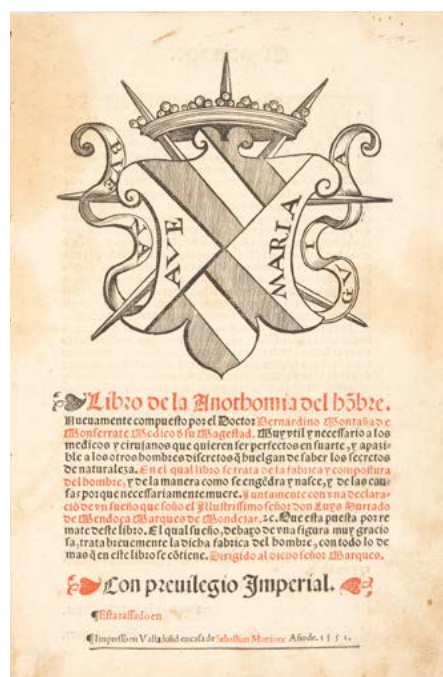 BVE
NA
GVI
A
AVE
MARIA
Libro de la Anothomia del hõbre.
Nueuamente compuesto por el Doctor Bernardino Montaña de
Monserrate Medico d̃ su Magestad. Muy vtil y necessario a los
medicos y cirujanos que quieren ser perfectos en su arte, y apazi-
ble a los otros hombres discretos q̃ huelgan de saber los secretos
de naturaleza. En el qual libro se trata de la fabrica y compostura
del hombre, y de la manera como se engẽdra y nasce, y de las cau-
sas porque necessariamente muere. Juntamente con vna declara-
ciõ de vn sueño que soño el Illustrissimo señor don Luys Hurtado
de Mendoça Marques de Mondejar, ⁊c. Que esta puesta por re
mate deste libro. El qual sueño, debaxo de vna figura muy gracio
sa, trata breuemente la dicha fabrica del hombre, con todo lo de
mas q̃ en este libro se cõtiene. Dirigido al dicho señor Marques.
Con preuilegio Imperial.
¶Esta tassado en
¶Impresso en Valladolid en casa de Sebastian Martinez Año de. 1551.